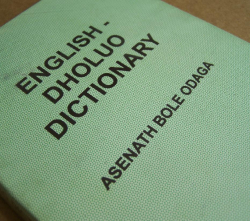 ENGLISH -
DHOLUO
DICTIONARY
ASENATH BOLE ODAGA